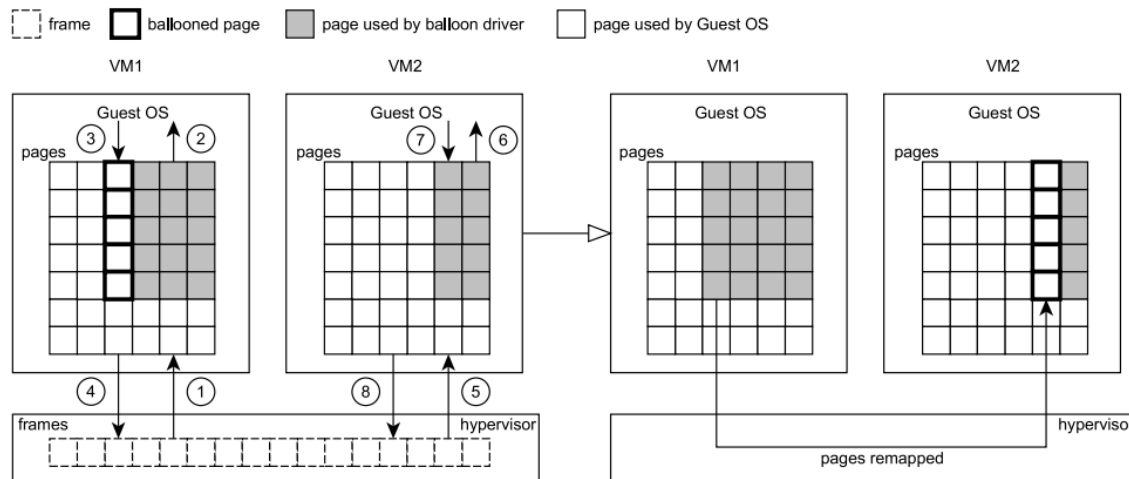 frame ballooned page page used by balloon driver page used by Guest OS
VM1 VM2 VM1 VM2
Guest OS Guest OS Guest OS Guest OS
3 2 7 6
pages pages pages pages
4 1 8 5
frames hypervisor hypervisor
pages remapped